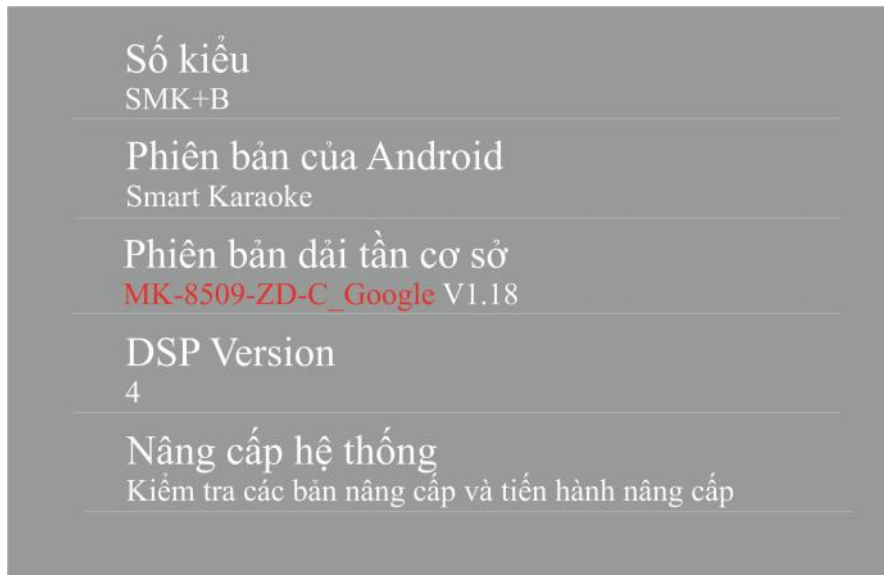 Số kiểu
SMK+B
Phiên bản của Android
Smart Karaoke
Phiên bản dải tần cơ sở
MK-8509-ZD-C_Google V1.18
DSP Version
4
Nâng cấp hệ thống
Kiểm tra các bản nâng cấp và tiến hành nâng cấp